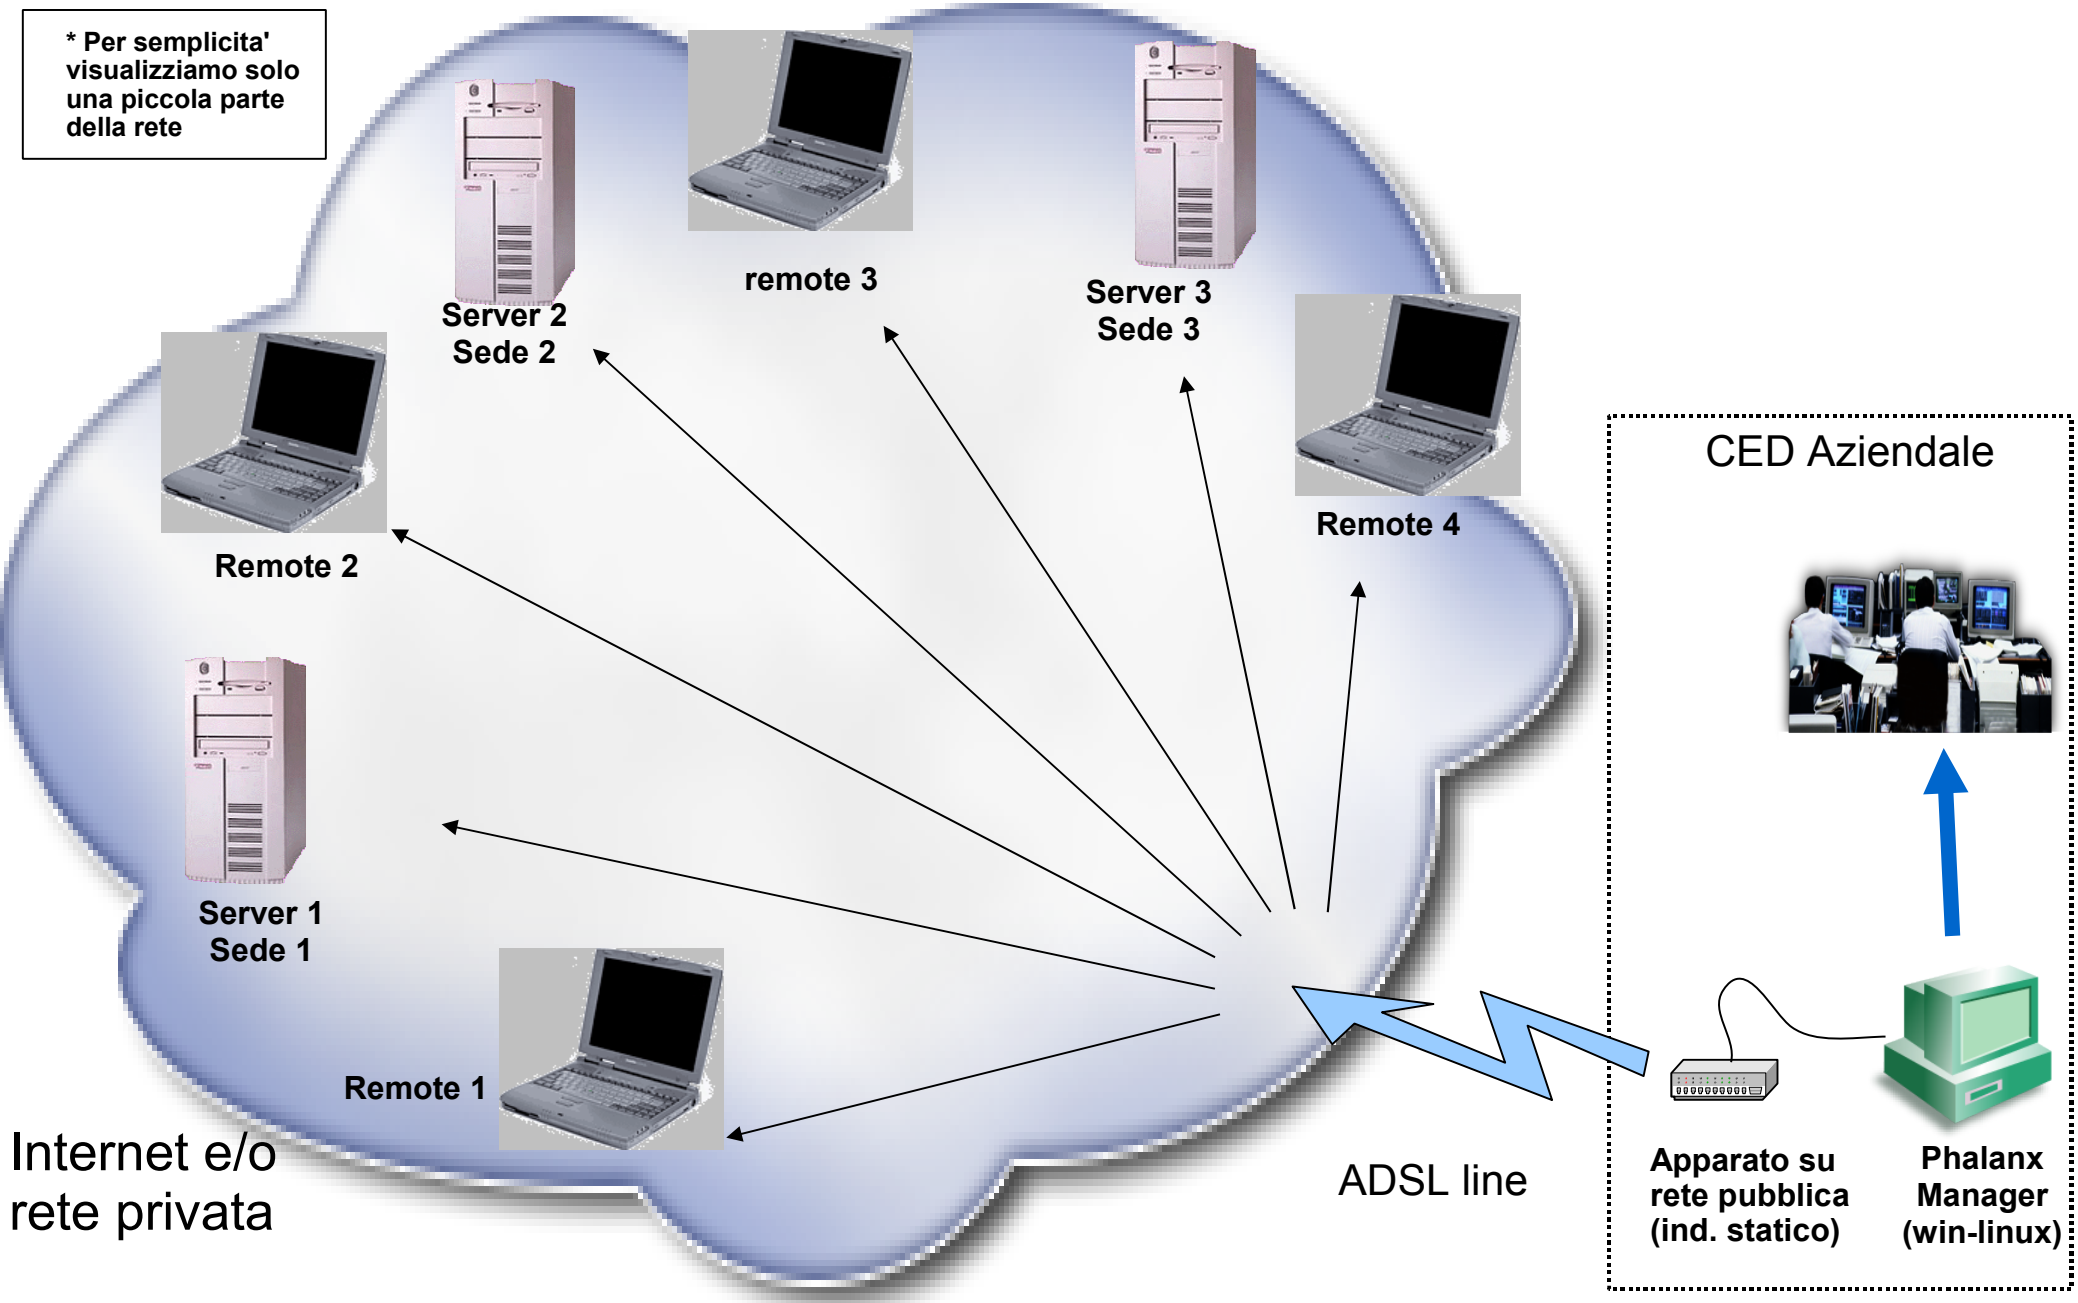 * Per semplicita'
visualizziamo solo
una piccola parte
della rete
Server 2
Sede 2
remote 3
Server 3
Sede 3
Remote 4
Remote 2
Server 1
Sede 1
Remote 1
Internet e/o
rete privata
ADSL line
CED Aziendale
Apparato su
rete pubblica
(ind. statico)
Phalanx
Manager
(win-linux)